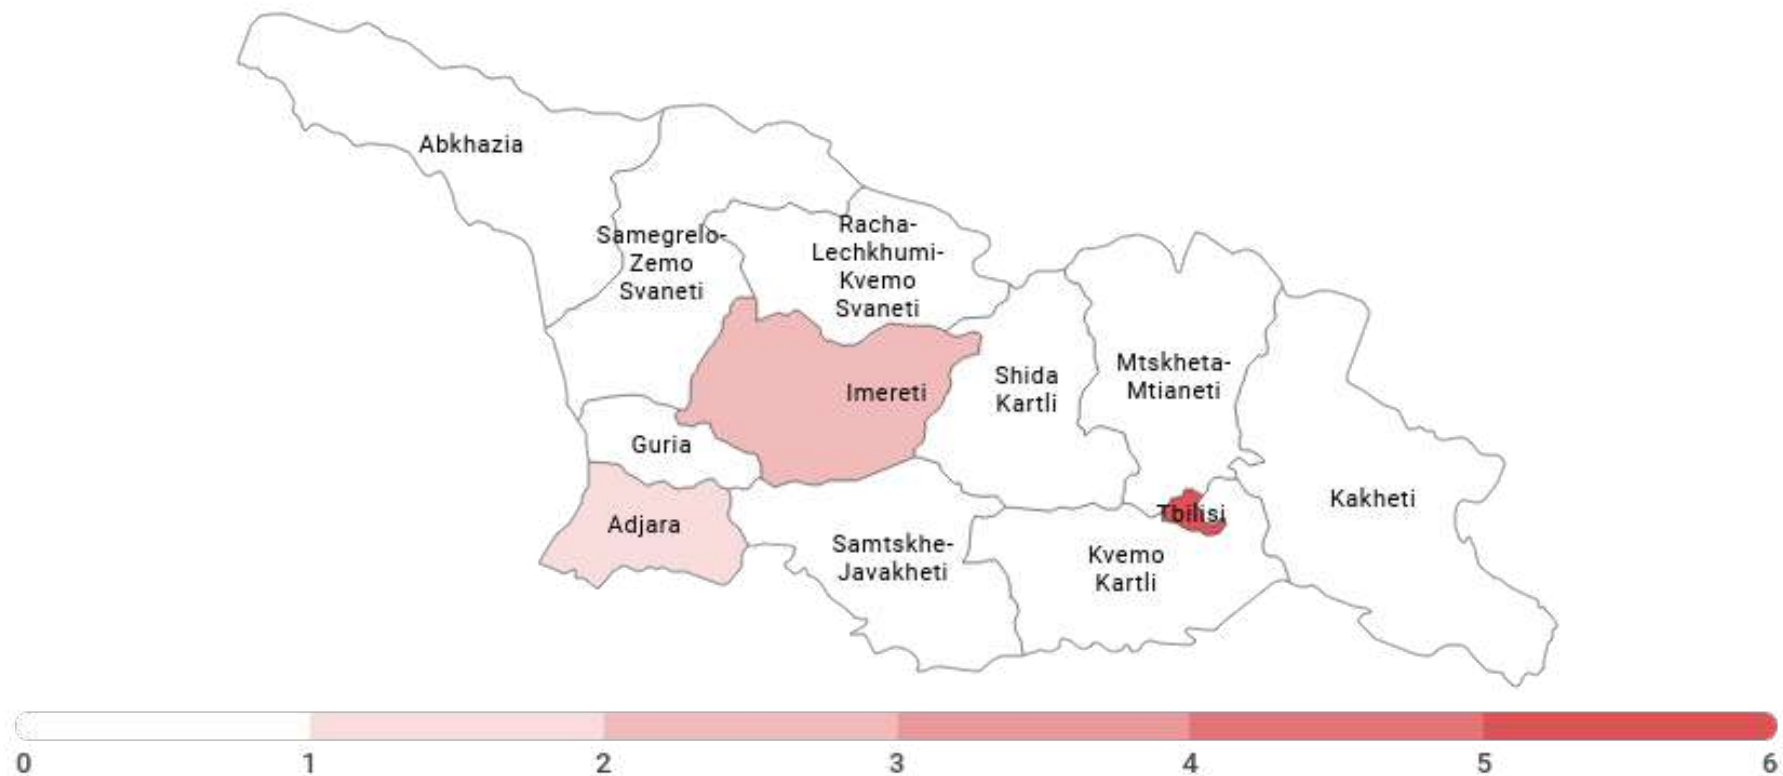 Abkhazia
Samegrelo-
Zemo
Svaneti
Racha-
Lechkhumi-
Kvemo
Svaneti
Imereti
Shida
Kartli
Mtskheta-
Mtianeti
Guria
Adjara
Samtskhe-
Javakheti
Tbilisi
Kvemo
Kartli
Kakheti
0 1 2 3 4 5 6